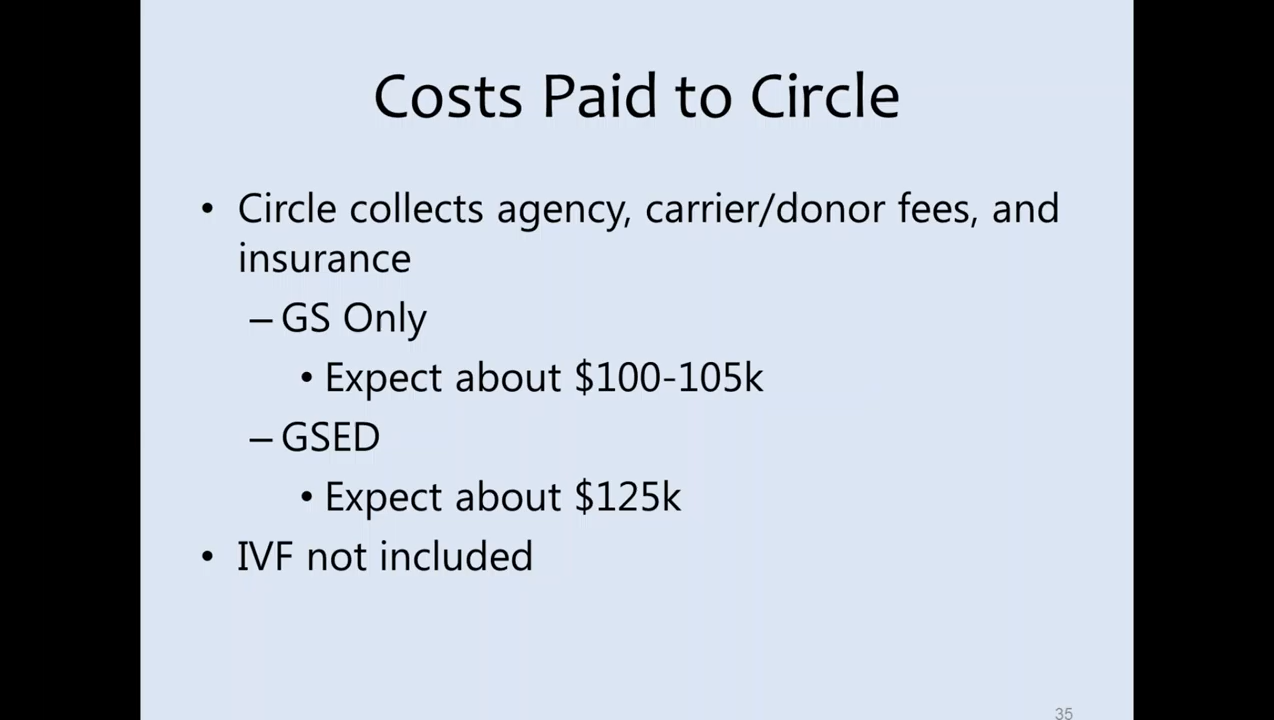 Costs Paid to Circle
• Circle collects agency, carrier/donor fees, and
insurance
– GS Only
• Expect about $100-105k
– GSED
• Expect about $125k
• IVF not included
35